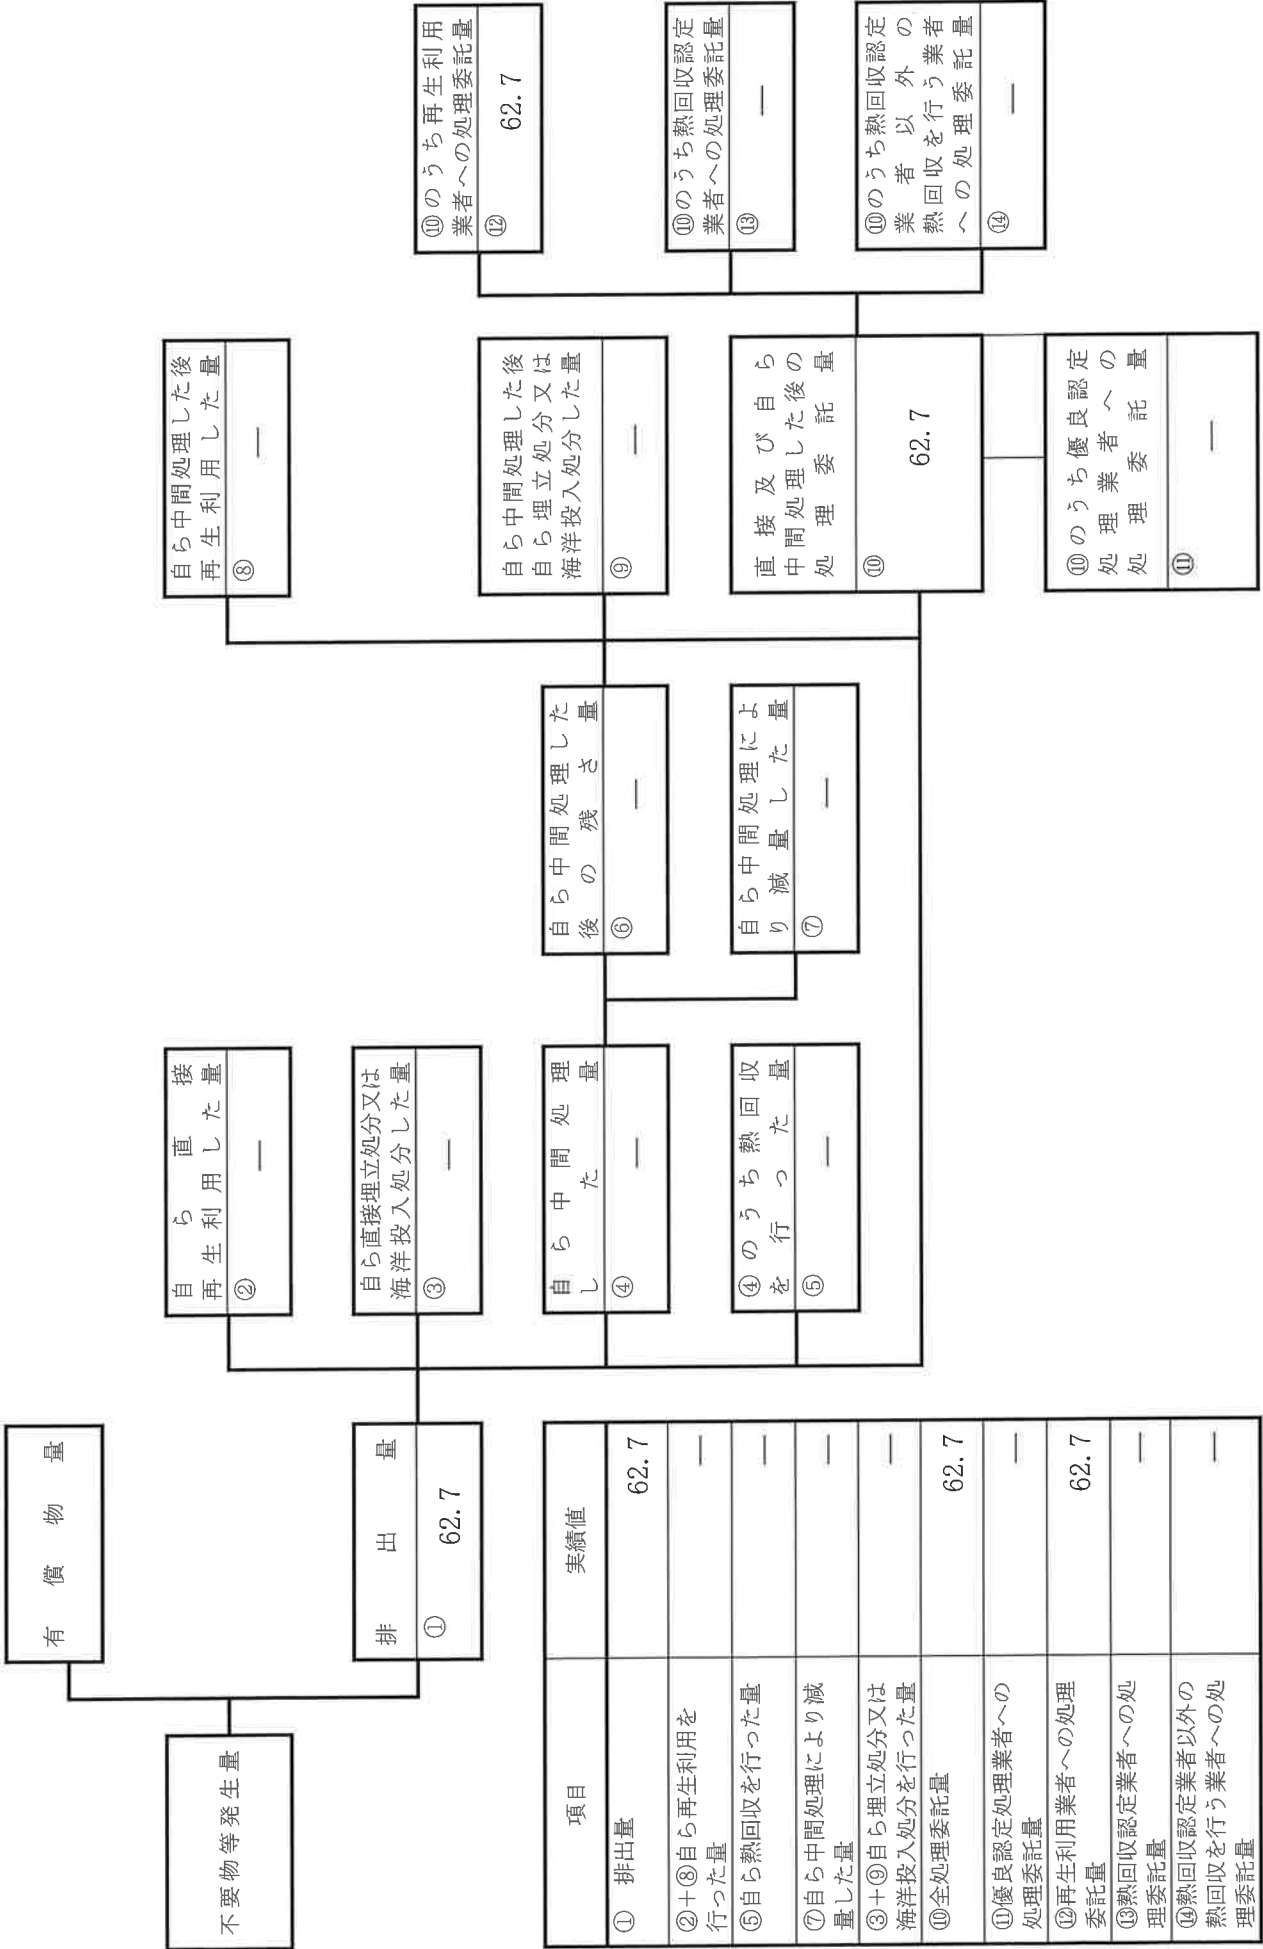 不要物等発生量
有償物量
排出量
① 62.7
自ら直接
再生利用した量
② —
自ら直接埋立処分又は
海洋投入処分した量
③ —
自ら中間処理
した量
④ —
④のうち熱回収
を行った量
⑤ —
自ら中間処理した
後の残さ量
⑥ —
自ら中間処理によ
り減量した量
⑦ —
自ら中間処理した後
再生利用した量
⑧ —
自ら中間処理した後
自ら埋立処分又は
海洋投入処分した量
⑨ —
直接及び自ら
中間処理した後の
処理委託量
⑩ 62.7
⑩のうち優良認定
処理業者への
処理委託量
⑪ —
⑩のうち再生利用
業者への処理委託量
⑫ 62.7
⑩のうち熱回収認定
業者への処理委託量
⑬ —
⑩のうち熱回収認定
業者以外の
熱回収を行う業者
への処理委託量
⑭ —
項目 実績値
① 排出量 62.7
②+⑧自ら再生利用を
行った量 —
⑤自ら熱回収を行った量 —
⑦自ら中間処理により減
量した量 —
③+⑨自ら埋立処分又は
海洋投入処分を行った量 —
⑩全処理委託量 62.7
⑪優良認定処理業者への
処理委託量 —
⑫再生利用業者への処理
委託量 62.7
⑬熱回収認定業者への処
理委託量 —
⑭熱回収認定業者以外の
熱回収を行う業者への処
理委託量 —